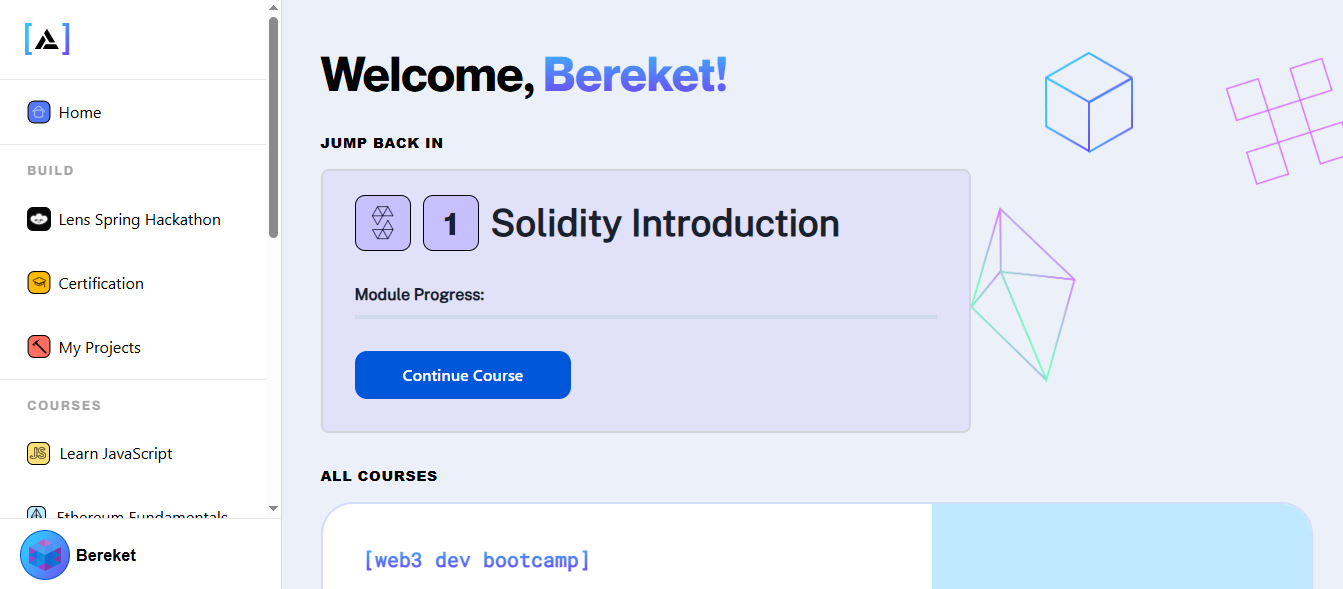 [A]
Home
BUILD
Lens Spring Hackathon
Certification
My Projects
COURSES
JS Learn JavaScript
Ethereum Fundamentals
Bereket
Welcome, Bereket!
JUMP BACK IN
1 Solidity Introduction
Module Progress:
Continue Course
ALL COURSES
[web3 dev bootcamp]